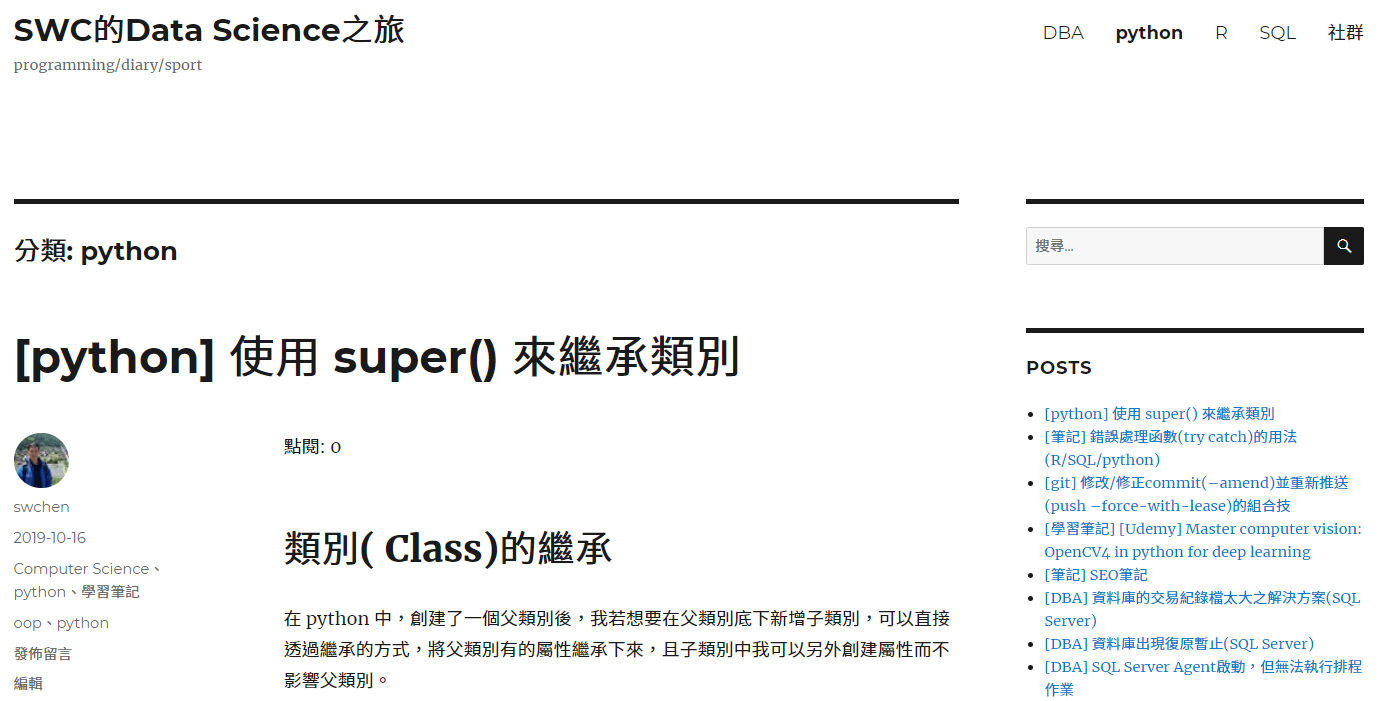 SWC的Data Science之旅
programming/diary/sport
DBA python R SQL 社群
分類: python
[python] 使用 super() 來繼承類別
swchen
2019-10-16
Computer Science、
python、學習筆記
oop、python
發佈留言
編輯
點閱: 0
類別( Class)的繼承
在 python 中，創建了一個父類別後，我若想要在父類別底下新增子類別，可以直接
透過繼承的方式，將父類別有的屬性繼承下來，且子類別中我可以另外創建屬性而不
影響父類別。
搜尋...
POSTS
[python] 使用 super() 來繼承類別
[筆記] 錯誤處理函數(try catch)的用法
(R/SQL/python)
[git] 修改/修正commit(–amend)並重新推送
(push –force-with-lease)的組合技
[學習筆記] [Udemy] Master computer vision:
OpenCV4 in python for deep learning
[筆記] SEO筆記
[DBA] 資料庫的交易紀錄檔太大之解決方案(SQL
Server)
[DBA] 資料庫出現復原暫止(SQL Server)
[DBA] SQL Server Agent啟動，但無法執行排程
作業